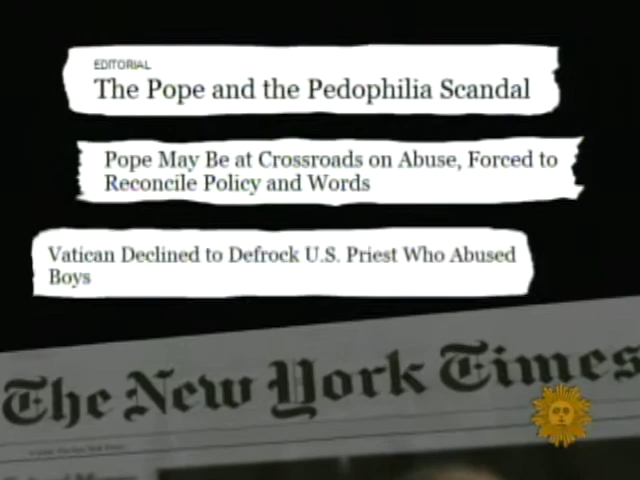 EDITORIAL
The Pope and the Pedophilia Scandal
Pope May Be at Crossroads on Abuse, Forced to
Reconcile Policy and Words
Vatican Declined to Defrock U.S. Priest Who Abused
Boys
The New York Times